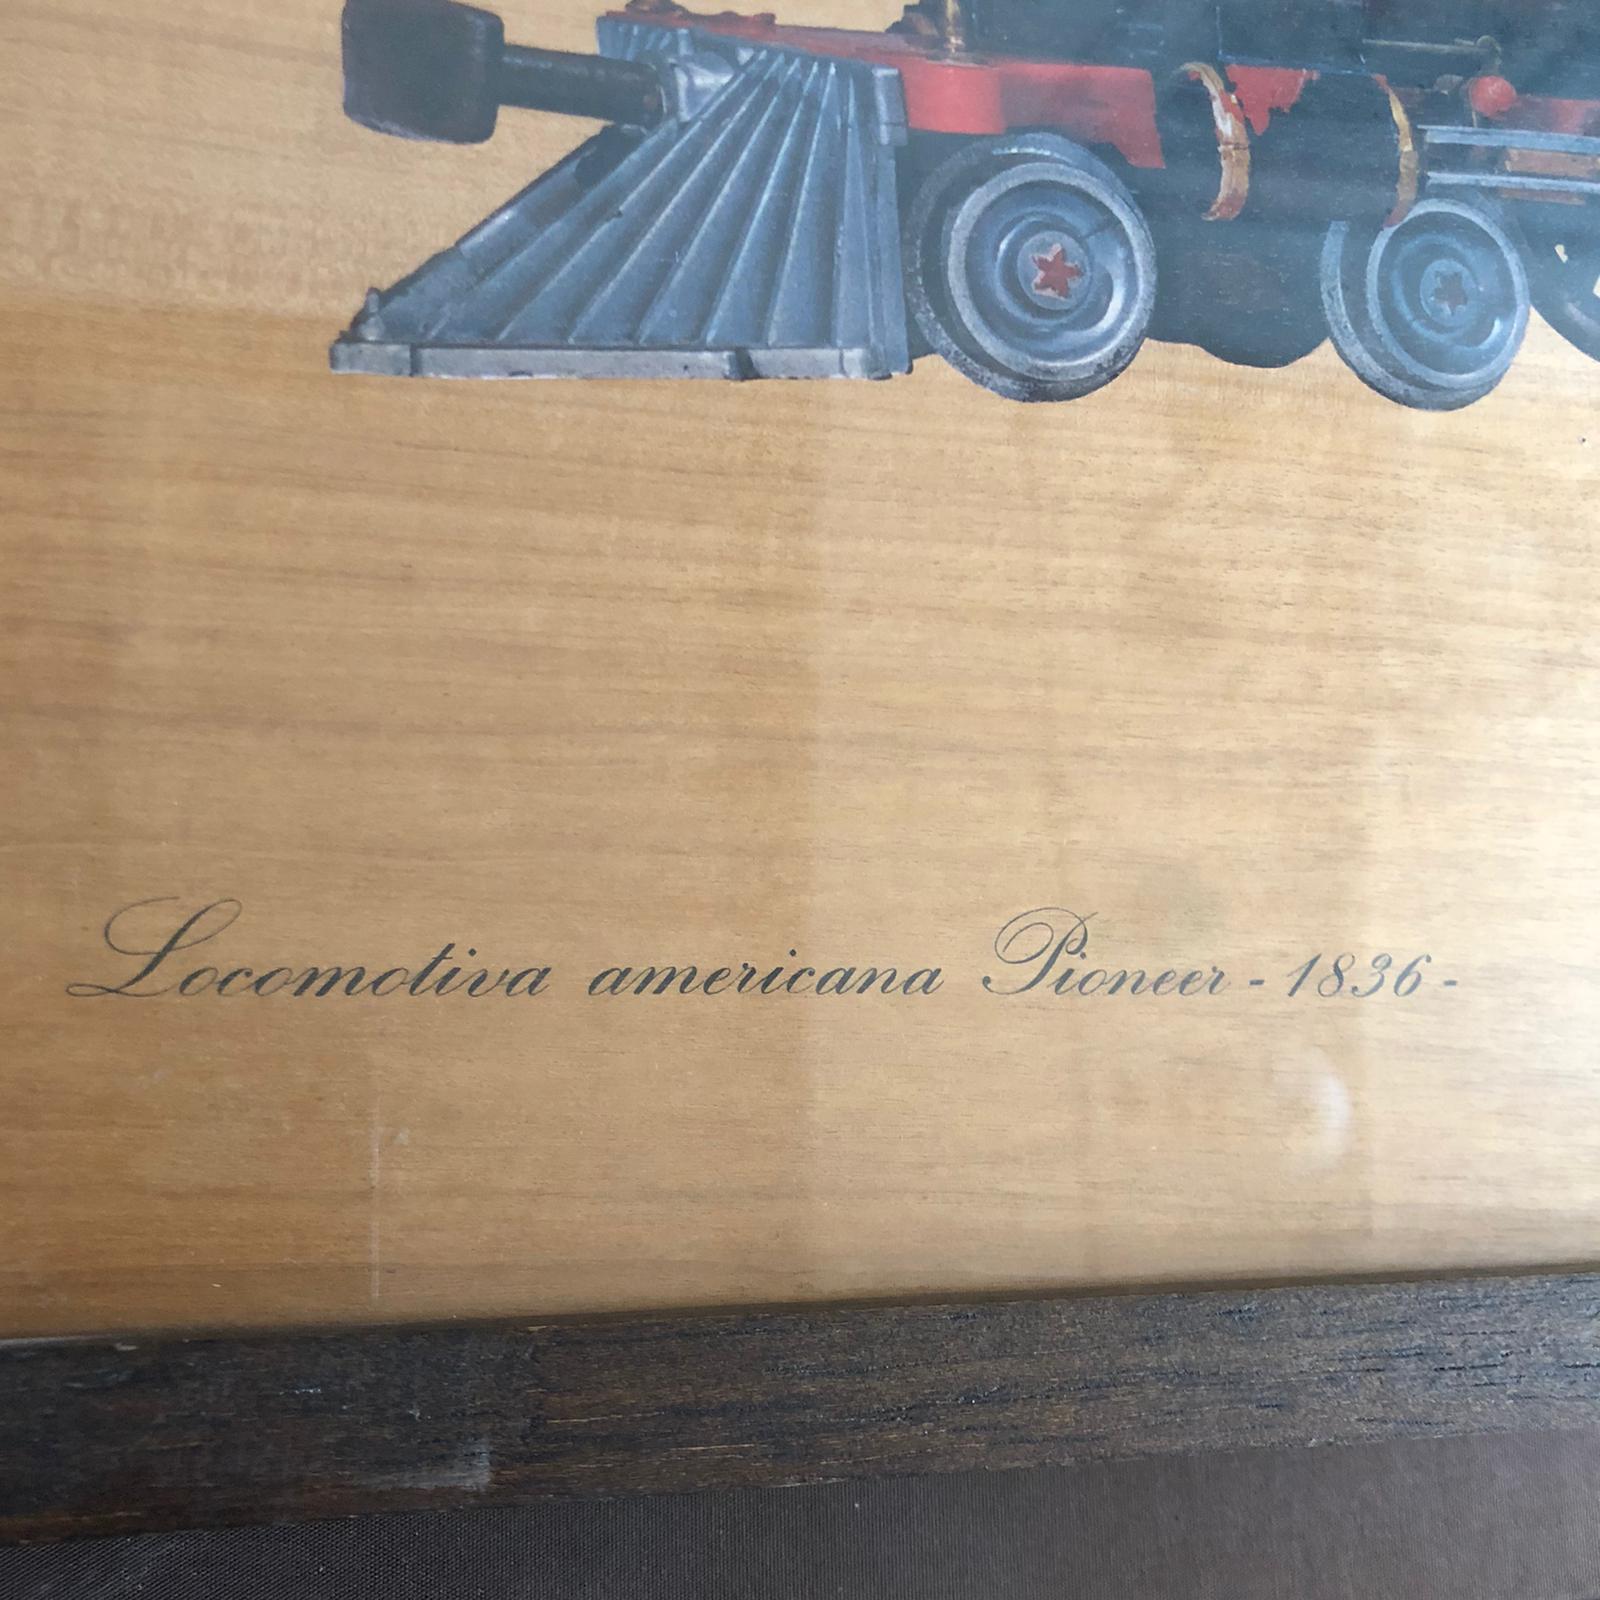 Locomotiva americana Pioneer - 1836 -